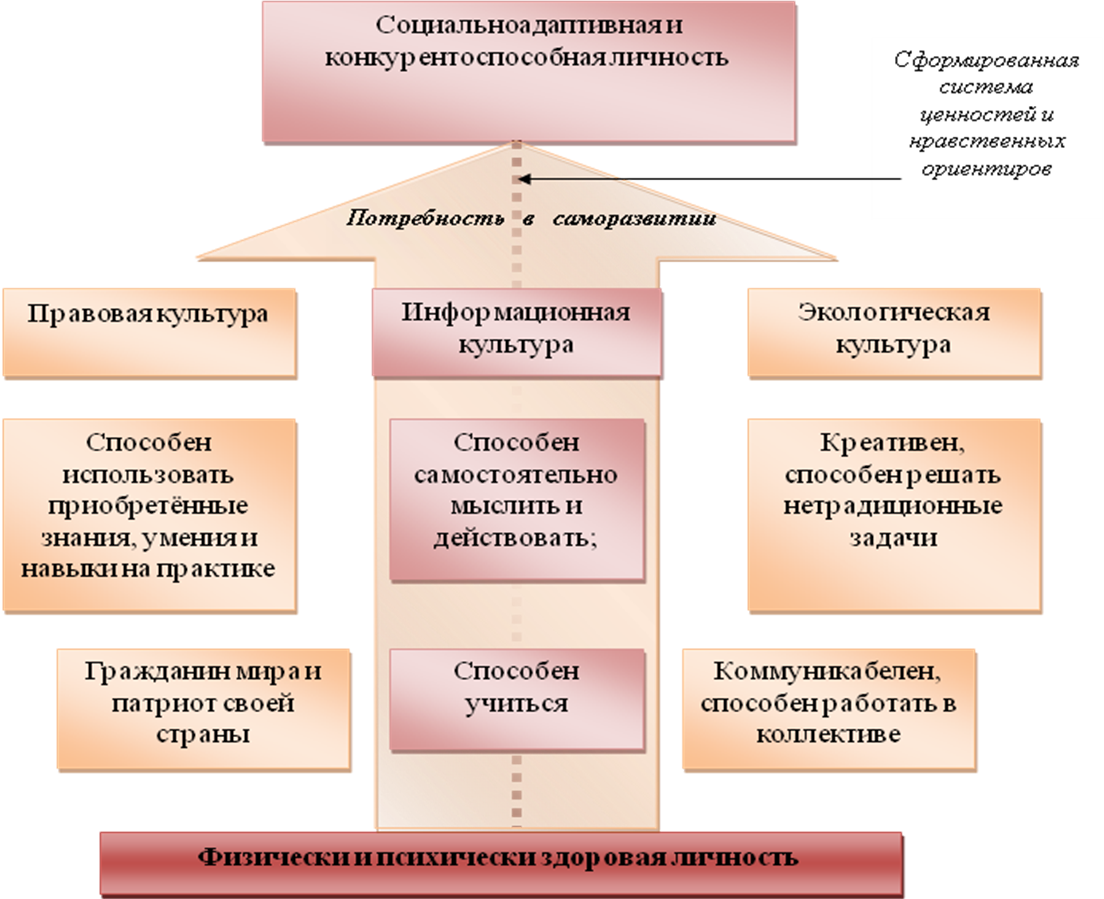 Социальноадаптивная и
конкурентоспособная личность
Сформированная
система
ценностей и
нравственных
ориентиров
Потребность в саморазвитии
Правовая культура
Информационная
культура
Экологическая
культура
Способен
использовать
приобретённые
знания, умения и
навыки на практике
Способен
самостоятельно
мыслить и
действовать;
Креативен,
способен решать
нетрадиционные
задачи
Гражданин мира и
патриот своей
страны
Способен
учиться
Коммуникабелен,
способен работать в
коллективе
Физически и психически здоровая личность